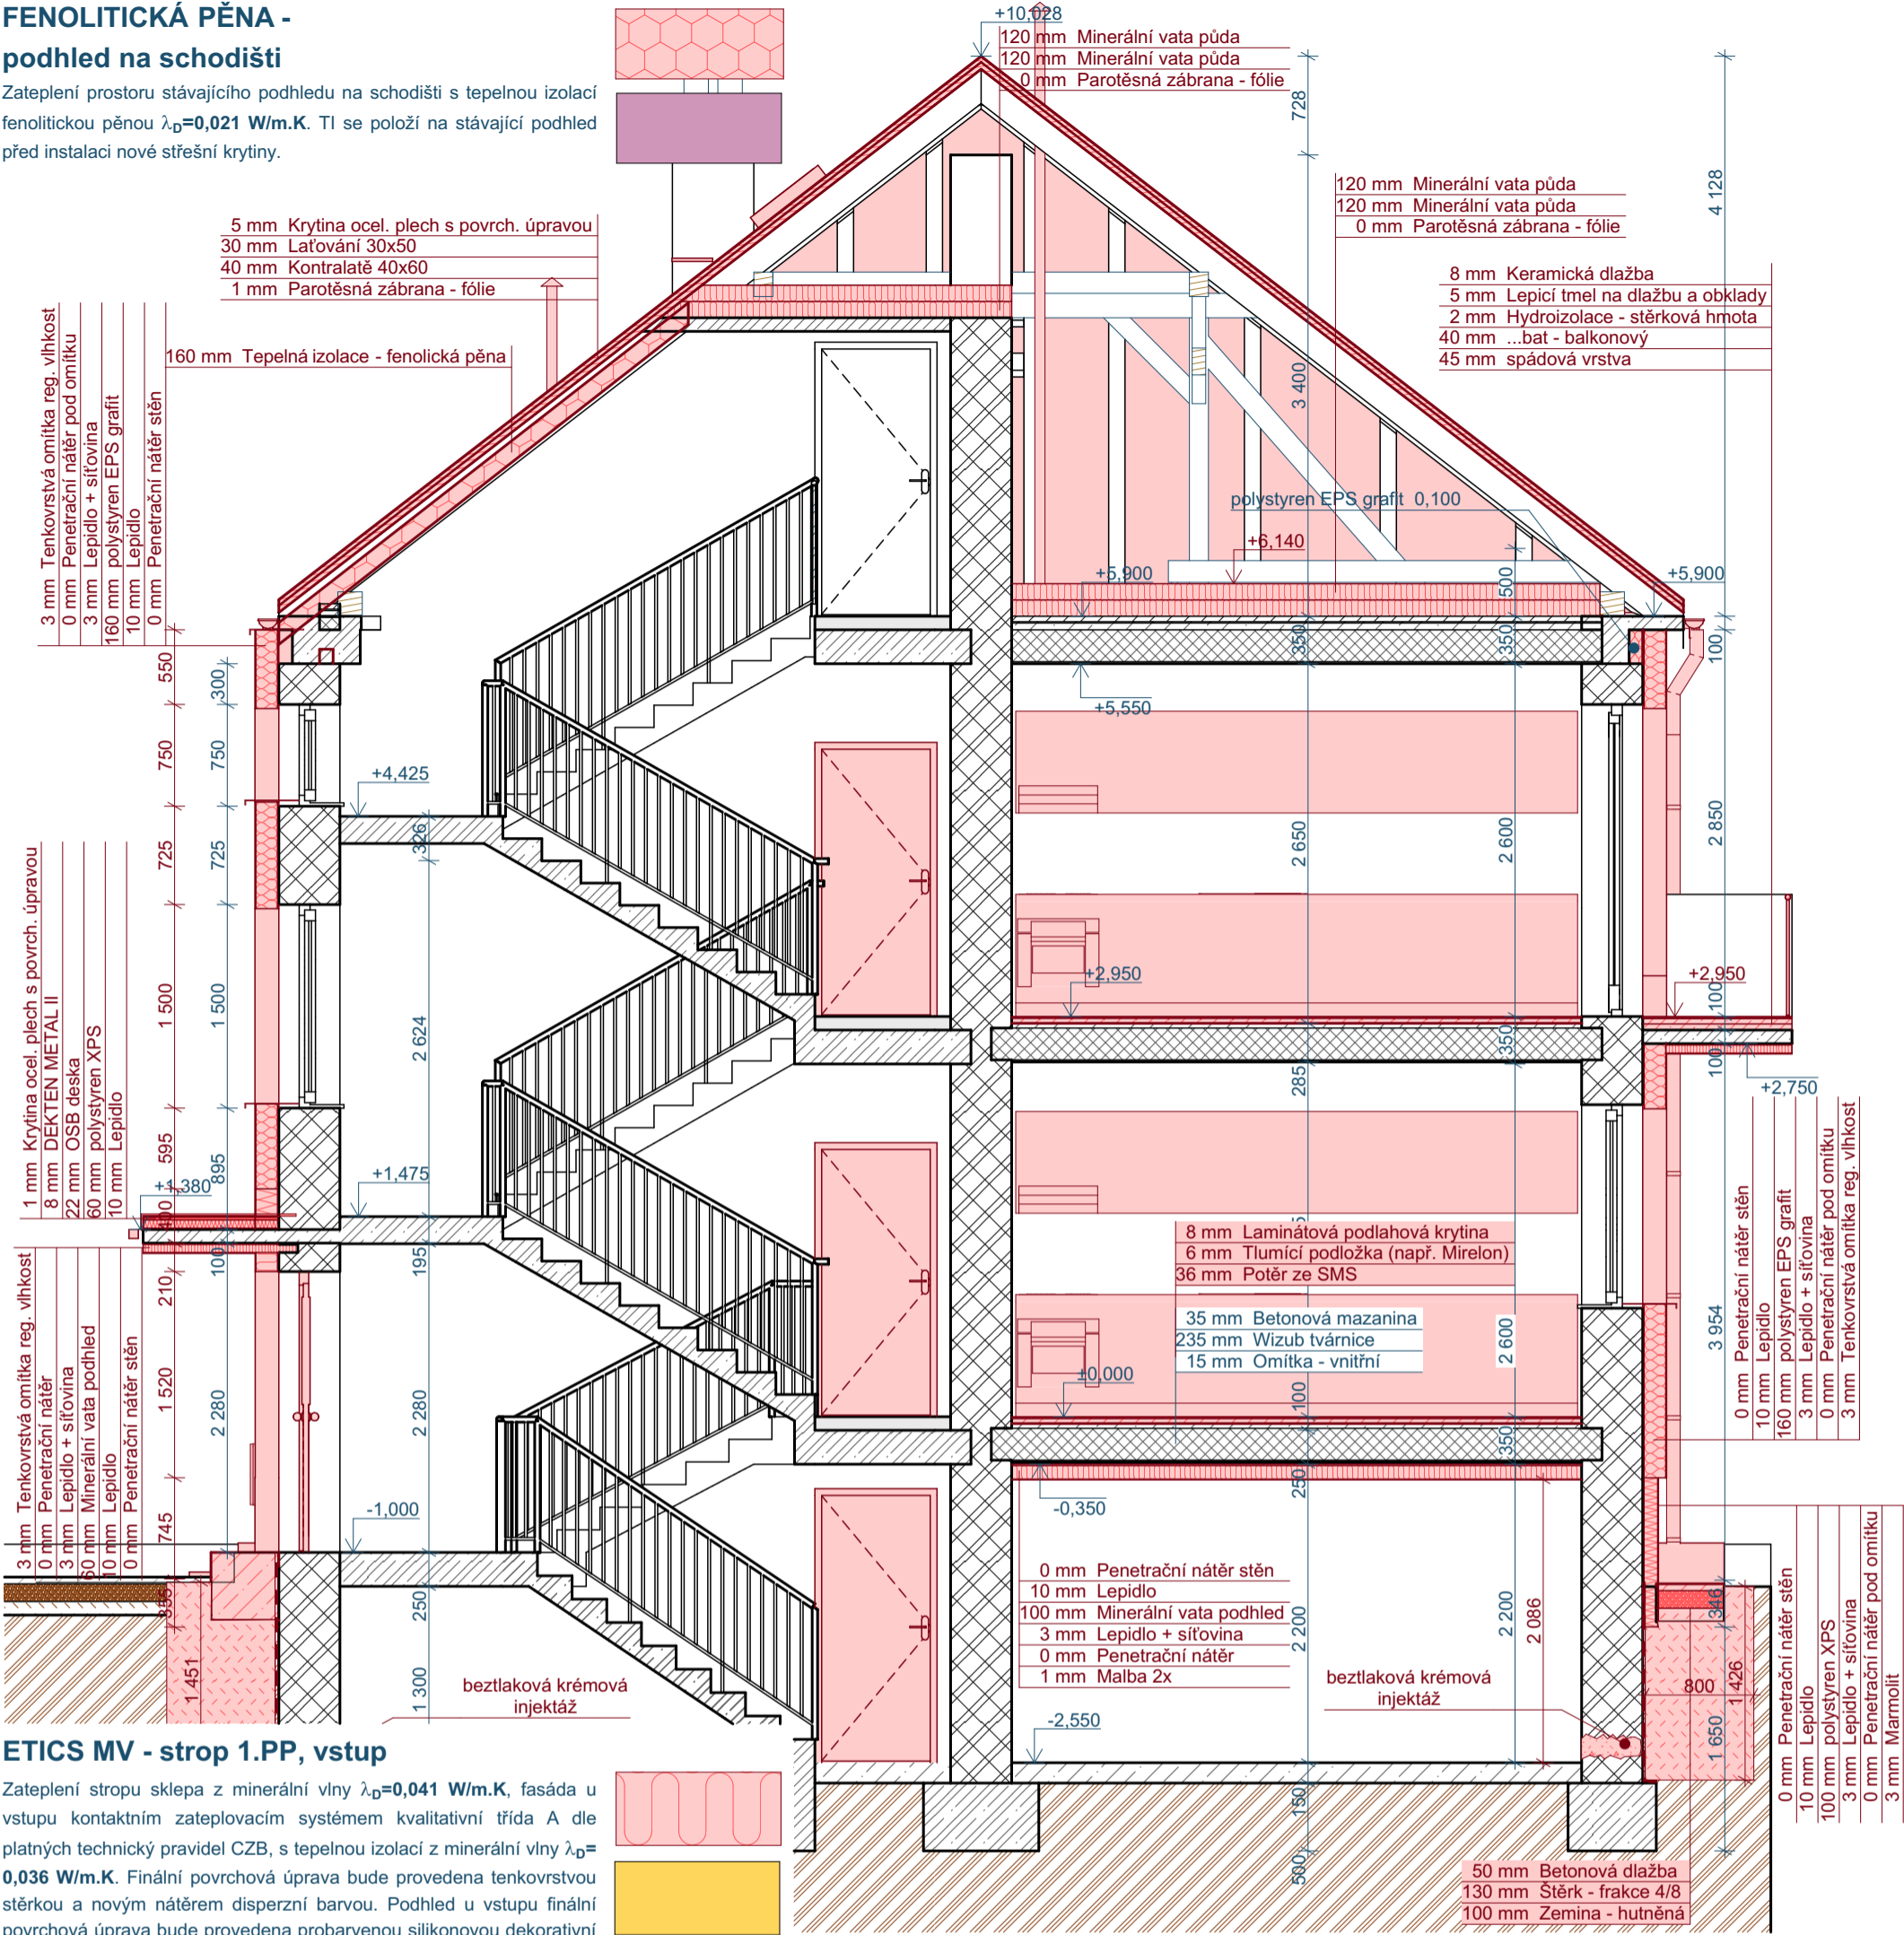 FENOLITICKÁ PĚNA -
podhled na schodišti
Zateplení prostoru stávajícího podhledu na schodišti s tepelnou izolací
fenolitickou pěnou λD=0,021 W/m.K. TI se položí na stávající podhled
před instalaci nové střešní krytiny.
+10,028
120 mm Minerální vata půda
120 mm Minerální vata půda
0 mm Parotěsná zábrana - fólie
728
4 128
120 mm Minerální vata půda
120 mm Minerální vata půda
0 mm Parotěsná zábrana - fólie
5 mm Krytina ocel. plech s povrch. úpravou
30 mm Laťování 30x50
40 mm Kontralatě 40x60
1 mm Parotěsná zábrana - fólie
160 mm Tepelná izolace - fenolická pěna
8 mm Keramická dlažba
5 mm Lepicí tmel na dlažbu a obklady
2 mm Hydroizolace - stěrková hmota
40 mm ...bat - balkonový
45 mm spádová vrstva
3 mm Tenkovrstvá omítka reg. vlhkost
0 mm Penetrační nátěr pod omítku
3 mm Lepidlo + síťovina
160 mm polystyren EPS grafit
10 mm Lepidlo
0 mm Penetrační nátěr stěn
3 400
polystyren EPS grafit 0,100
+6,140
+5,900
+5,900
500
350
350
100
550
300
+5,550
750
750
+4,425
326
725
725
2 650
2 600
2 850
1 mm Krytina ocel. plech s povrch. úpravou
8 mm DEKTEN METAL II
22 mm OSB deska
60 mm polystyren XPS
10 mm Lepidlo
1 500
1 500
2 624
+2,950
+2,950
100
350
285
100
+2,750
595
895
+1,380
+1,475
400
100
195
210
8 mm Laminátová podlahová krytina
6 mm Tlumící podložka (např. Mirelon)
36 mm Potěr ze SMS
35 mm Betonová mazanina
235 mm Wizub tvárnice
15 mm Omítka - vnitřní
2 600
3 954
0 mm Penetrační nátěr stěn
10 mm Lepidlo
160 mm polystyren EPS grafit
3 mm Lepidlo + síťovina
0 mm Penetrační nátěr pod omítku
3 mm Tenkovrstvá omítka reg. vlhkost
3 mm Tenkovrstvá omítka reg. vlhkost
0 mm Penetrační nátěr
3 mm Lepidlo + síťovina
60 mm Minerální vata podhled
10 mm Lepidlo
0 mm Penetrační nátěr stěn
1 520
2 280
2 280
±0,000
100
350
250
-0,350
745
-1,000
355
250
1 451
1 300
0 mm Penetrační nátěr stěn
10 mm Lepidlo
100 mm Minerální vata podhled
3 mm Lepidlo + síťovina
0 mm Penetrační nátěr
1 mm Malba 2x
2 200
2 200
2 086
346
800
1 426
1 650
beztlaková krémová
injektáž
beztlaková krémová
injektáž
-2,550
150
500
0 mm Penetrační nátěr stěn
10 mm Lepidlo
100 mm polystyren XPS
3 mm Lepidlo + síťovina
0 mm Penetrační nátěr pod omítku
3 mm Marmolit
50 mm Betonová dlažba
130 mm Štěrk - frakce 4/8
100 mm Zemina - hutněná
ETICS MV - strop 1.PP, vstup
Zateplení stropu sklepa z minerální vlny λD=0,041 W/m.K, fasáda u
vstupu kontaktním zateplovacím systémem kvalitativní třída A dle
platných technický pravidel CZB, s tepelnou izolací z minerální vlny λD=
0,036 W/m.K. Finální povrchová úprava bude provedena tenkovrstvou
stěrkou a novým nátěrem disperzní barvou. Podhled u vstupu finální
povrchová úprava bude provedena probarvenou silikonovou dekorativní